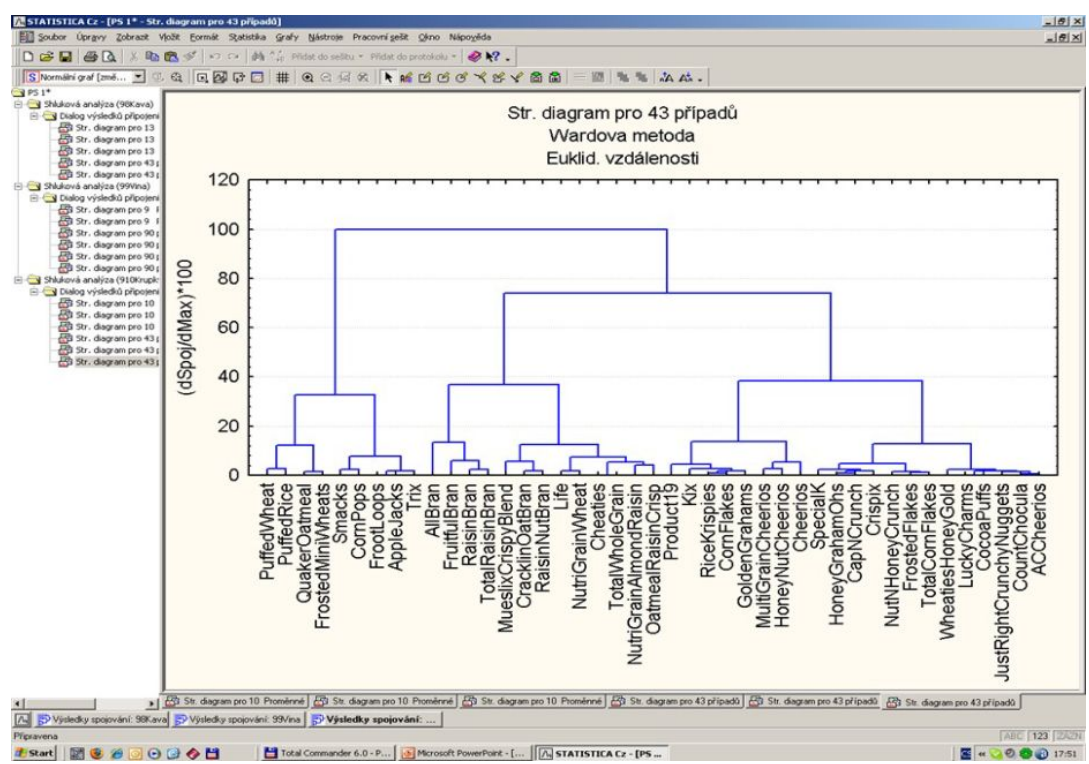 STATISTICA Cz - [PS 1* - Str. diagram pro 43 případů]
Soubor Úpravy Zobrazit Vložit Formát Statistika Grafy Nástroje Pracovní sešit Okno Nápověda
Přidat do sešitu Přidat do protokolu
Normální graf [změ...
PS 1*
Shluková analýza (98Kava)
Dialog výsledků připojení
Str. diagram pro 13
Str. diagram pro 13
Str. diagram pro 13
Str. diagram pro 43 p
Str. diagram pro 43 p
Shluková analýza (99Vina)
Dialog výsledků připojení
Str. diagram pro 9 P
Str. diagram pro 9 P
Str. diagram pro 90 p
Str. diagram pro 90 p
Str. diagram pro 90 p
Str. diagram pro 90 p
Shluková analýza (910Krupk
Dialog výsledků připojení
Str. diagram pro 10
Str. diagram pro 10
Str. diagram pro 10
Str. diagram pro 43 p
Str. diagram pro 43 p
Str. diagram pro 43 p
Str. diagram pro 43 případů
Wardova metoda
Euklid. vzdálenosti
(dSpoj/dMax)*100
120
100
80
60
40
20
0
PuffedWheat
PuffedRice
QuakerOatmeal
FrostedMiniWheats
Smacks
CornPops
FrootLoops
AppleJacks
Trix
AllBran
FruitfulBran
RaisinBran
TotalRaisinBran
MueslixCrispyBlend
CracklinOatBran
RaisinNutBran
Life
NutriGrainWheat
Cheaties
TotalWholeGrain
NutriGrainAlmondRaisin
OatmealRaisinCrisp
Product19
Kix
RiceKrispies
CornFlakes
GoldenGrahams
MultiGrainCheerios
HoneyNutCheerios
Cheerios
SpecialK
HoneyGrahamOhs
CapNCrunch
Crispix
NutNHoneyCrunch
FrostedFlakes
TotalCornFlakes
WheatiesHoneyGold
LuckyCharms
CocoaPuffs
JustRightCrunchyNuggets
CountChocula
ACCheerios
Str. diagram pro 10 Proměnné Str. diagram pro 10 Proměnné Str. diagram pro 10 Proměnné Str. diagram pro 43 případů Str. diagram pro 43 případů Str. diagram pro 43 případů
Výsledky spojování: 98Kava Výsledky spojování: 99Vina Výsledky spojování: ...
Připravena
ABC 123 ZÁZN
Start Total Commander 6.0 - P... Microsoft PowerPoint - [... STATISTICA Cz - [PS ... 17:51